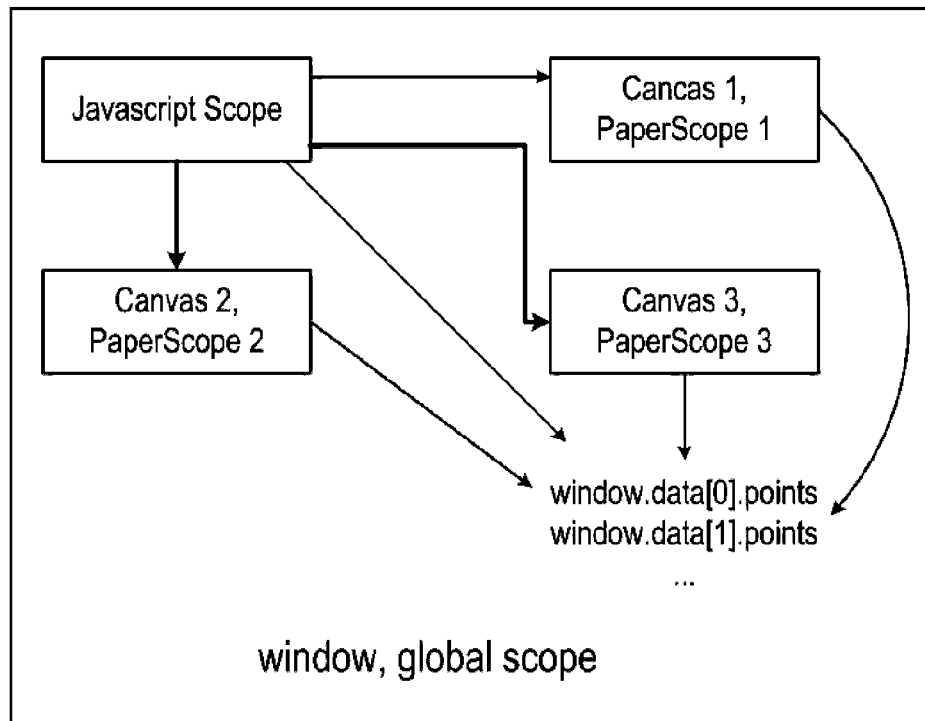 Javascript Scope
Cancas 1,
PaperScope 1
Canvas 2,
PaperScope 2
Canvas 3,
PaperScope 3
window.data[0].points
window.data[1].points
...
window, global scope